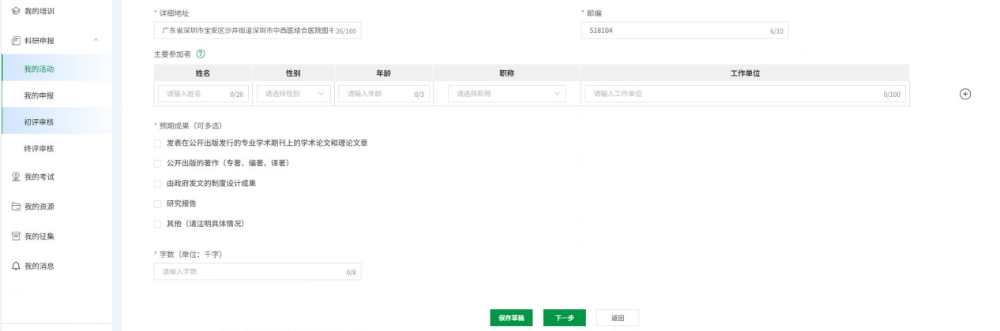 我的培训
科研申报
我的活动
我的申报
初评审核
终评审核
我的考试
我的资源
我的征集
我的消息
* 详细地址
* 邮编
广东省深圳市宝安区沙井街道深圳市中西医结合医院图书 26/100
518104 6/10
主要参加者 ?
姓名 性别 年龄 职称 工作单位
请输入姓名 0/20 请选择性别 请输入年龄 0/3 请选择职称 请输入工作单位 0/100
* 预期成果（可多选）
发表在公开出版发行的专业学术期刊上的学术论文和理论文章
公开出版的著作（专著、编著、译著）
由政府发文的制度设计成果
研究报告
其他（请注明具体情况）
* 字数（单位：千字）
请输入字数 0/8
保存草稿 下一步 返回